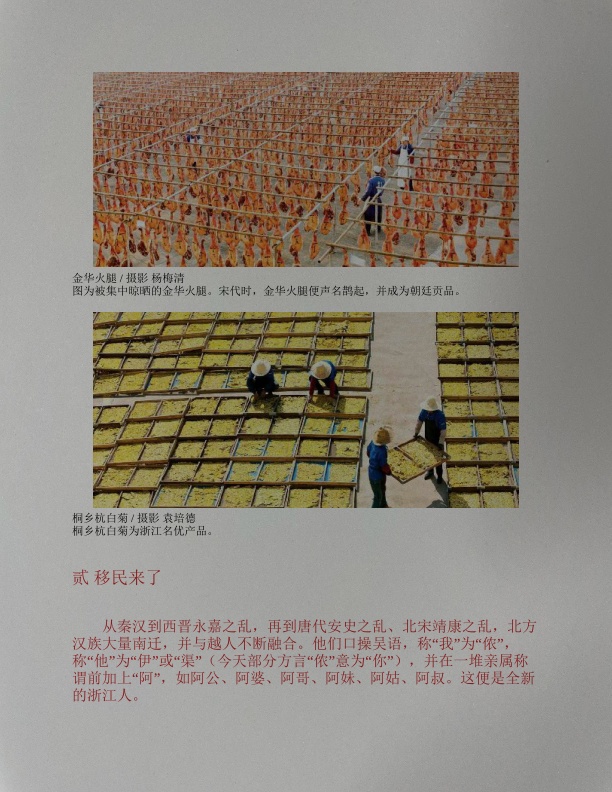 金华火腿 / 摄影 杨梅清
图为被集中晾晒的金华火腿。宋代时，金华火腿便声名鹊起，并成为朝廷贡品。
桐乡杭白菊 / 摄影 袁培德
桐乡杭白菊为浙江名优产品。
贰 移民来了
从秦汉到西晋永嘉之乱，再到唐代安史之乱、北宋靖康之乱，北方
汉族大量南迁，并与越人不断融合。他们口操吴语，称“我”为“侬”，
称“他”为“伊”或“渠”（今天部分方言“侬”意为“你”），并在一堆亲属称
谓前加上“阿”，如阿公、阿婆、阿哥、阿妹、阿姑、阿叔。这便是全新
的浙江人。